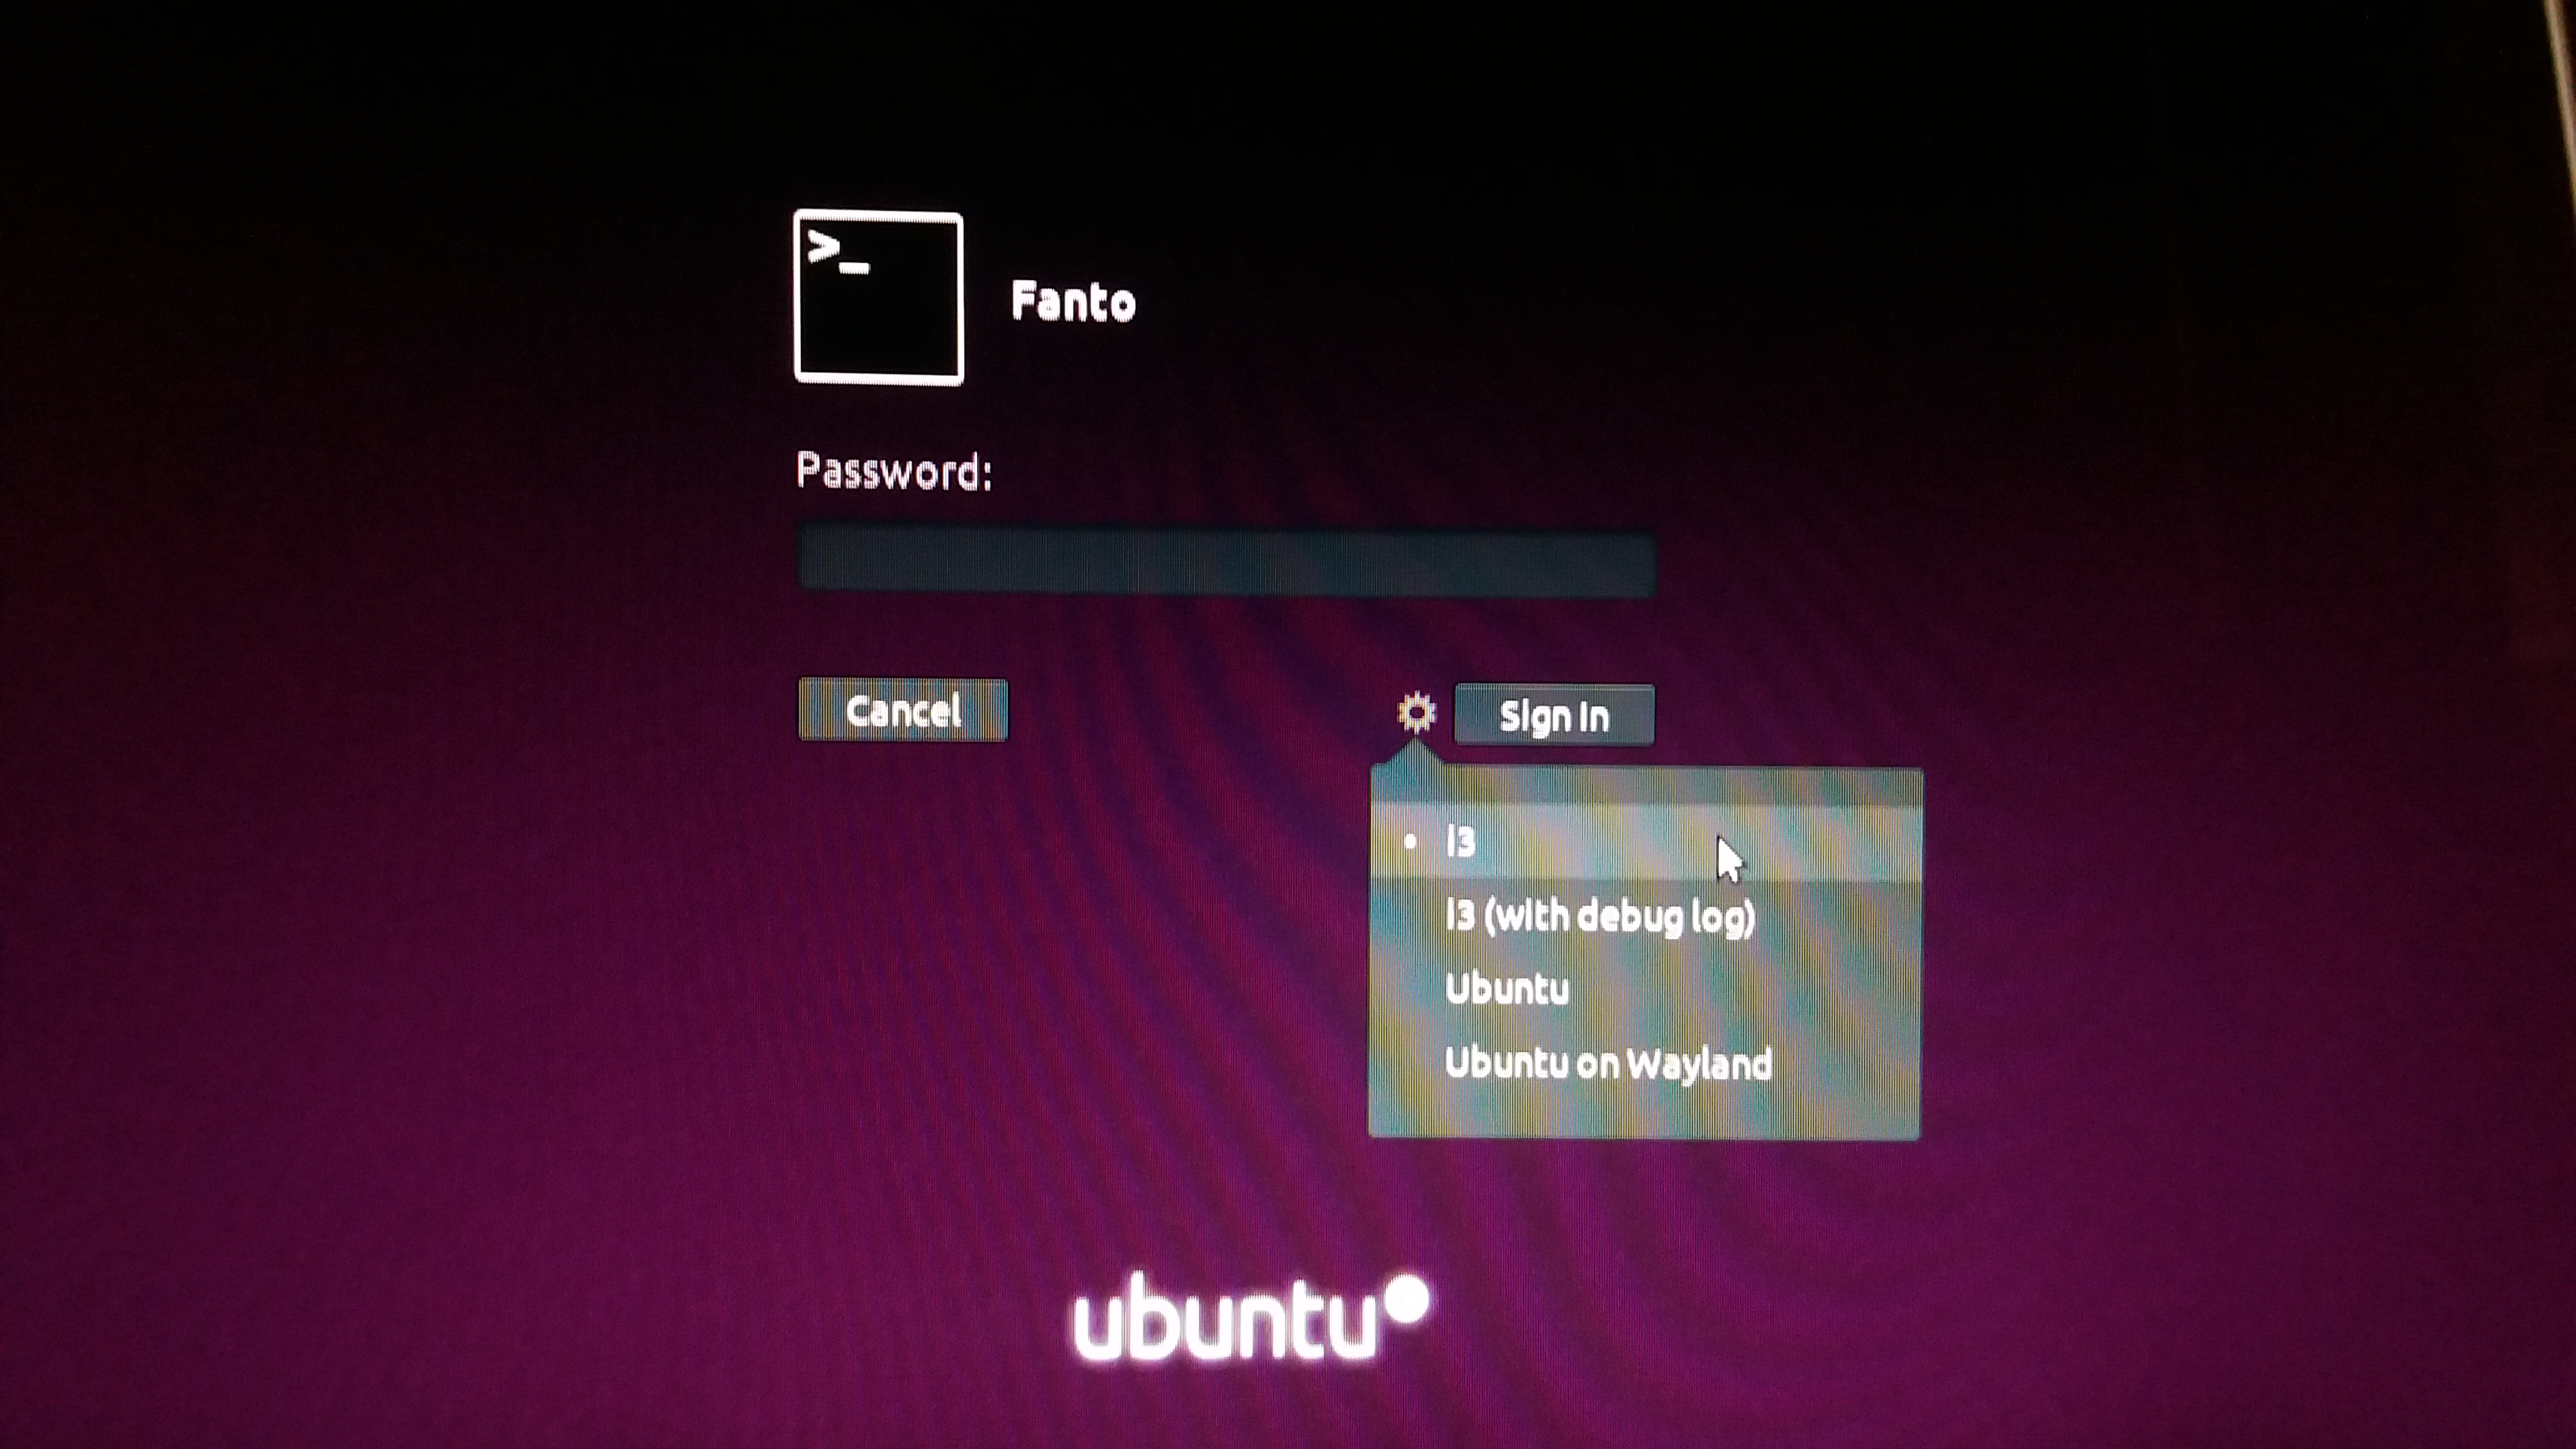 >_
Fanto
Password:
Cancel
Sign In
i3
i3 (with debug log)
Ubuntu
Ubuntu on Wayland
ubuntu